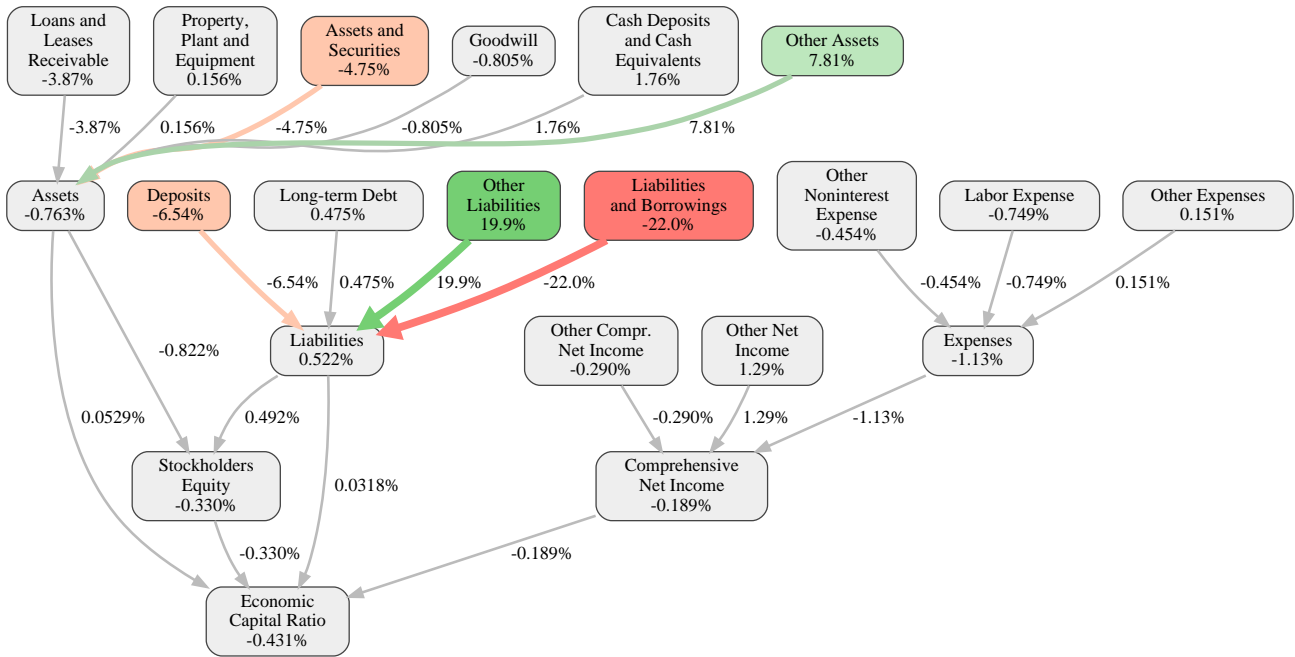 Loans and
Leases
Receivable
-3.87%
Property,
Plant and
Equipment
0.156%
Assets and
Securities
-4.75%
Goodwill
-0.805%
Cash Deposits
and Cash
Equivalents
1.76%
Other Assets
7.81%
-3.87%
0.156%
-4.75%
-0.805%
1.76%
7.81%
Assets
-0.763%
Deposits
-6.54%
Long-term Debt
0.475%
Other
Liabilities
19.9%
Liabilities
and Borrowings
-22.0%
Other
Noninterest
Expense
-0.454%
Labor Expense
-0.749%
Other Expenses
0.151%
-6.54%
0.475%
19.9%
-22.0%
-0.454%
-0.749%
0.151%
-0.822%
Liabilities
0.522%
Other Compr.
Net Income
-0.290%
Other Net
Income
1.29%
Expenses
-1.13%
0.0529%
0.492%
-0.290%
1.29%
-1.13%
Stockholders
Equity
-0.330%
0.0318%
Comprehensive
Net Income
-0.189%
-0.330%
-0.189%
Economic
Capital Ratio
-0.431%